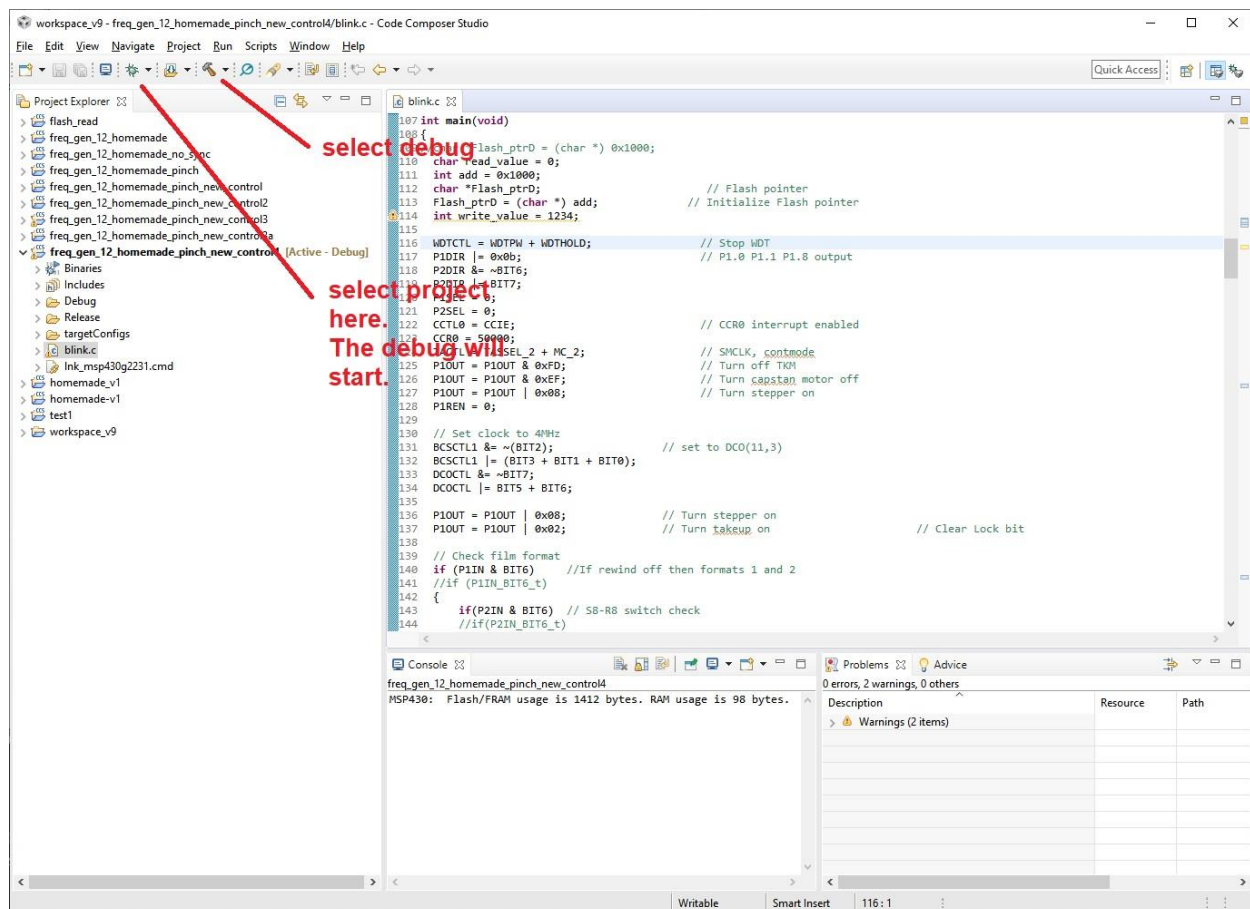 workspace_v9 - freq_gen_12_homemade_pinch_new_control4/blink.c - Code Composer Studio
File Edit View Navigate Project Run Scripts Window Help
Quick Access
Project Explorer
flash_read
freq_gen_12_homemade
freq_gen_12_homemade_no_sync
freq_gen_12_homemade_pinch
freq_gen_12_homemade_pinch_new_control
freq_gen_12_homemade_pinch_new_control2
freq_gen_12_homemade_pinch_new_control3
freq_gen_12_homemade_pinch_new_control3a
freq_gen_12_homemade_pinch_new_control4 [Active - Debug]
Binaries
Includes
Debug
Release
targetConfigs
blink.c
lnk_msp430g2231.cmd
homemade_v1
homemade-v1
test1
workspace_v9
select debug
select project
here.
The debug will
start.
blink.c
107 int main(void)
108 {
Flash_ptrD = (char *) 0x1000;
110 char read_value = 0;
111 int add = 0x1000;
112 char *Flash_ptrD; // Flash pointer
113 Flash_ptrD = (char *) add; // Initialize Flash pointer
114 int write_value = 1234;
115
116 WDTCTL = WDTPW + WDTHOLD; // Stop WDT
117 P1DIR |= 0x0b; // P1.0 P1.1 P1.8 output
118 P2DIR &= ~BIT6;
119 P2DIR |= BIT7;
120 P1SEL = 0;
121 P2SEL = 0;
122 CCTL0 = CCIE; // CCR0 interrupt enabled
123 CCR0 = 50000;
TASSEL_2 + MC_2; // SMCLK, contmode
125 P1OUT = P1OUT & 0xFD; // Turn off TKM
126 P1OUT = P1OUT & 0xEF; // Turn capstan motor off
127 P1OUT = P1OUT | 0x08; // Turn stepper on
128 P1REN = 0;
129
130 // Set clock to 4MHz
131 BCSCTL1 &= ~(BIT2); // set to DCO(11,3)
132 BCSCTL1 |= (BIT3 + BIT1 + BIT0);
133 DCOCTL &= ~BIT7;
134 DCOCTL |= BIT5 + BIT6;
135
136 P1OUT = P1OUT | 0x08; // Turn stepper on
137 P1OUT = P1OUT | 0x02; // Turn takeup on // Clear Lock bit
138
139 // Check film format
140 if (P1IN & BIT6) //If rewind off then formats 1 and 2
141 //if (P1IN_BIT6_t)
142 {
143 if(P2IN & BIT6) // S8-R8 switch check
144 //if(P2IN_BIT6_t)
Console
freq_gen_12_homemade_pinch_new_control4
MSP430: Flash/FRAM usage is 1412 bytes. RAM usage is 98 bytes.
Problems Advice
0 errors, 2 warnings, 0 others
Description Resource Path
Warnings (2 items)
Writable Smart Insert 116 : 1